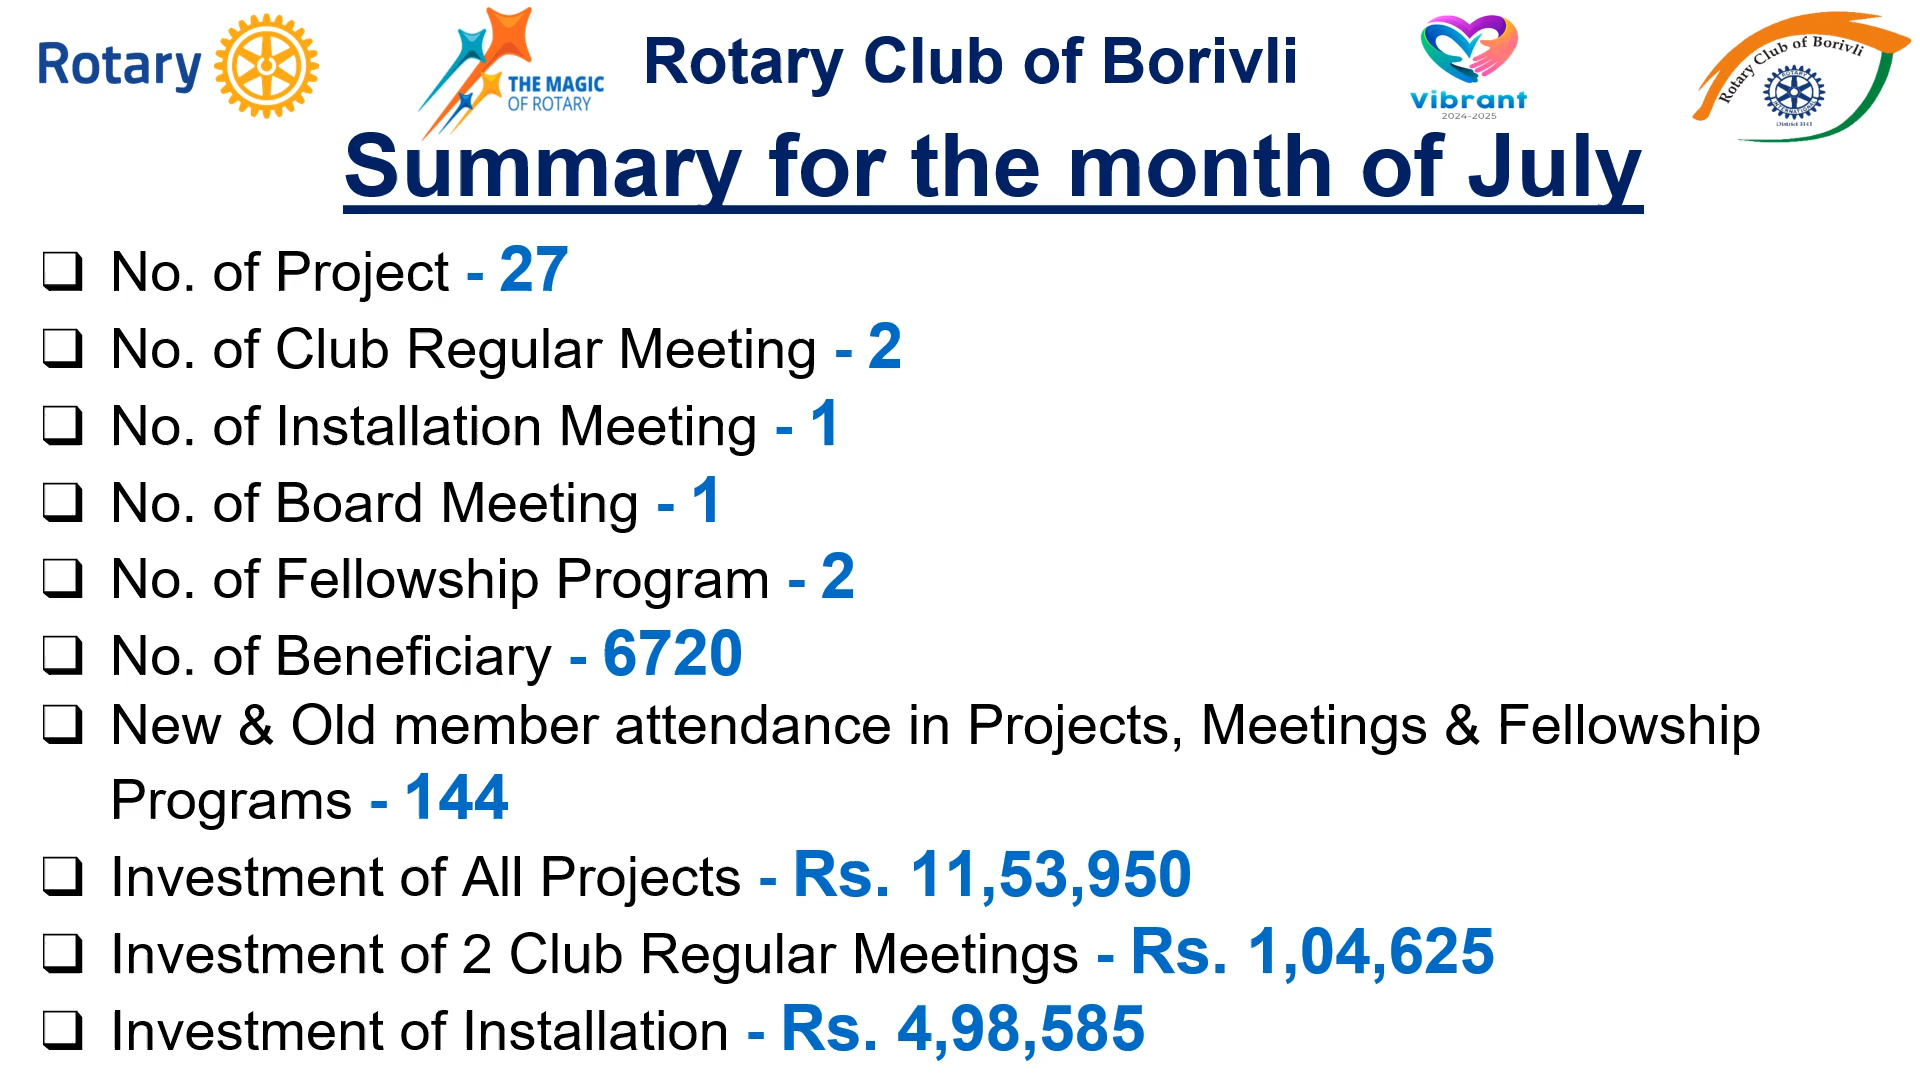 Rotary
THE MAGIC
OF ROTARY
Rotary Club of Borivli
Vibrant
2024-2025
Rotary Club of Borivli
ROTARY
INTERNATIONAL
District 3141
Summary for the month of July
❑ No. of Project - 27
❑ No. of Club Regular Meeting - 2
❑ No. of Installation Meeting - 1
❑ No. of Board Meeting - 1
❑ No. of Fellowship Program - 2
❑ No. of Beneficiary - 6720
❑ New & Old member attendance in Projects, Meetings & Fellowship
Programs - 144
❑ Investment of All Projects - Rs. 11,53,950
❑ Investment of 2 Club Regular Meetings - Rs. 1,04,625
❑ Investment of Installation - Rs. 4,98,585